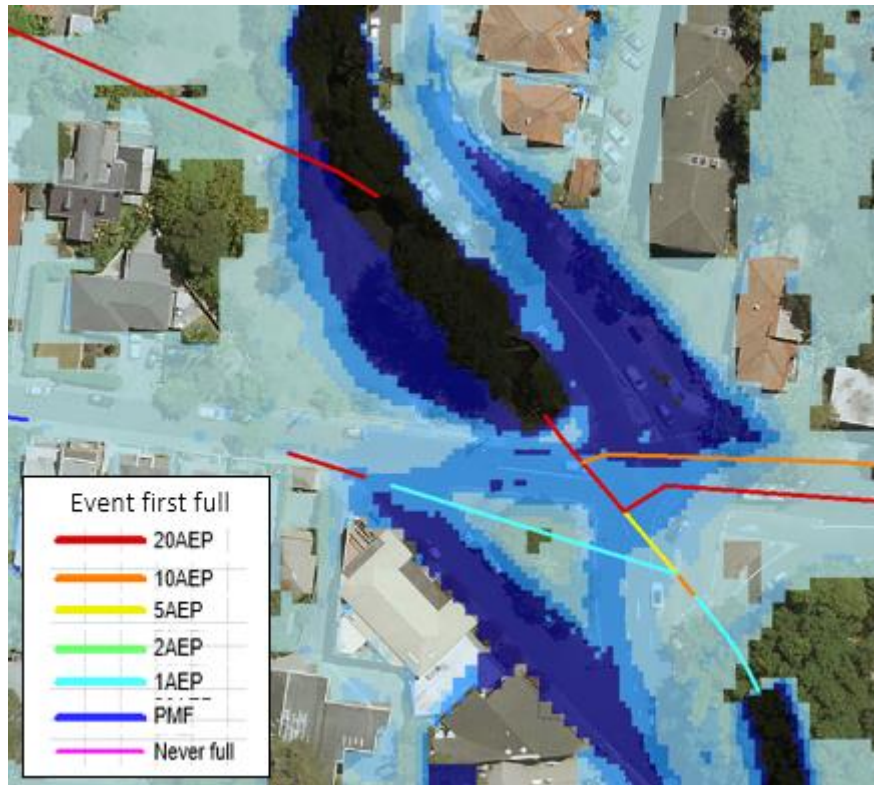 Event first full
20AEP
10AEP
5AEP
2AEP
1AEP
PMF
Never full